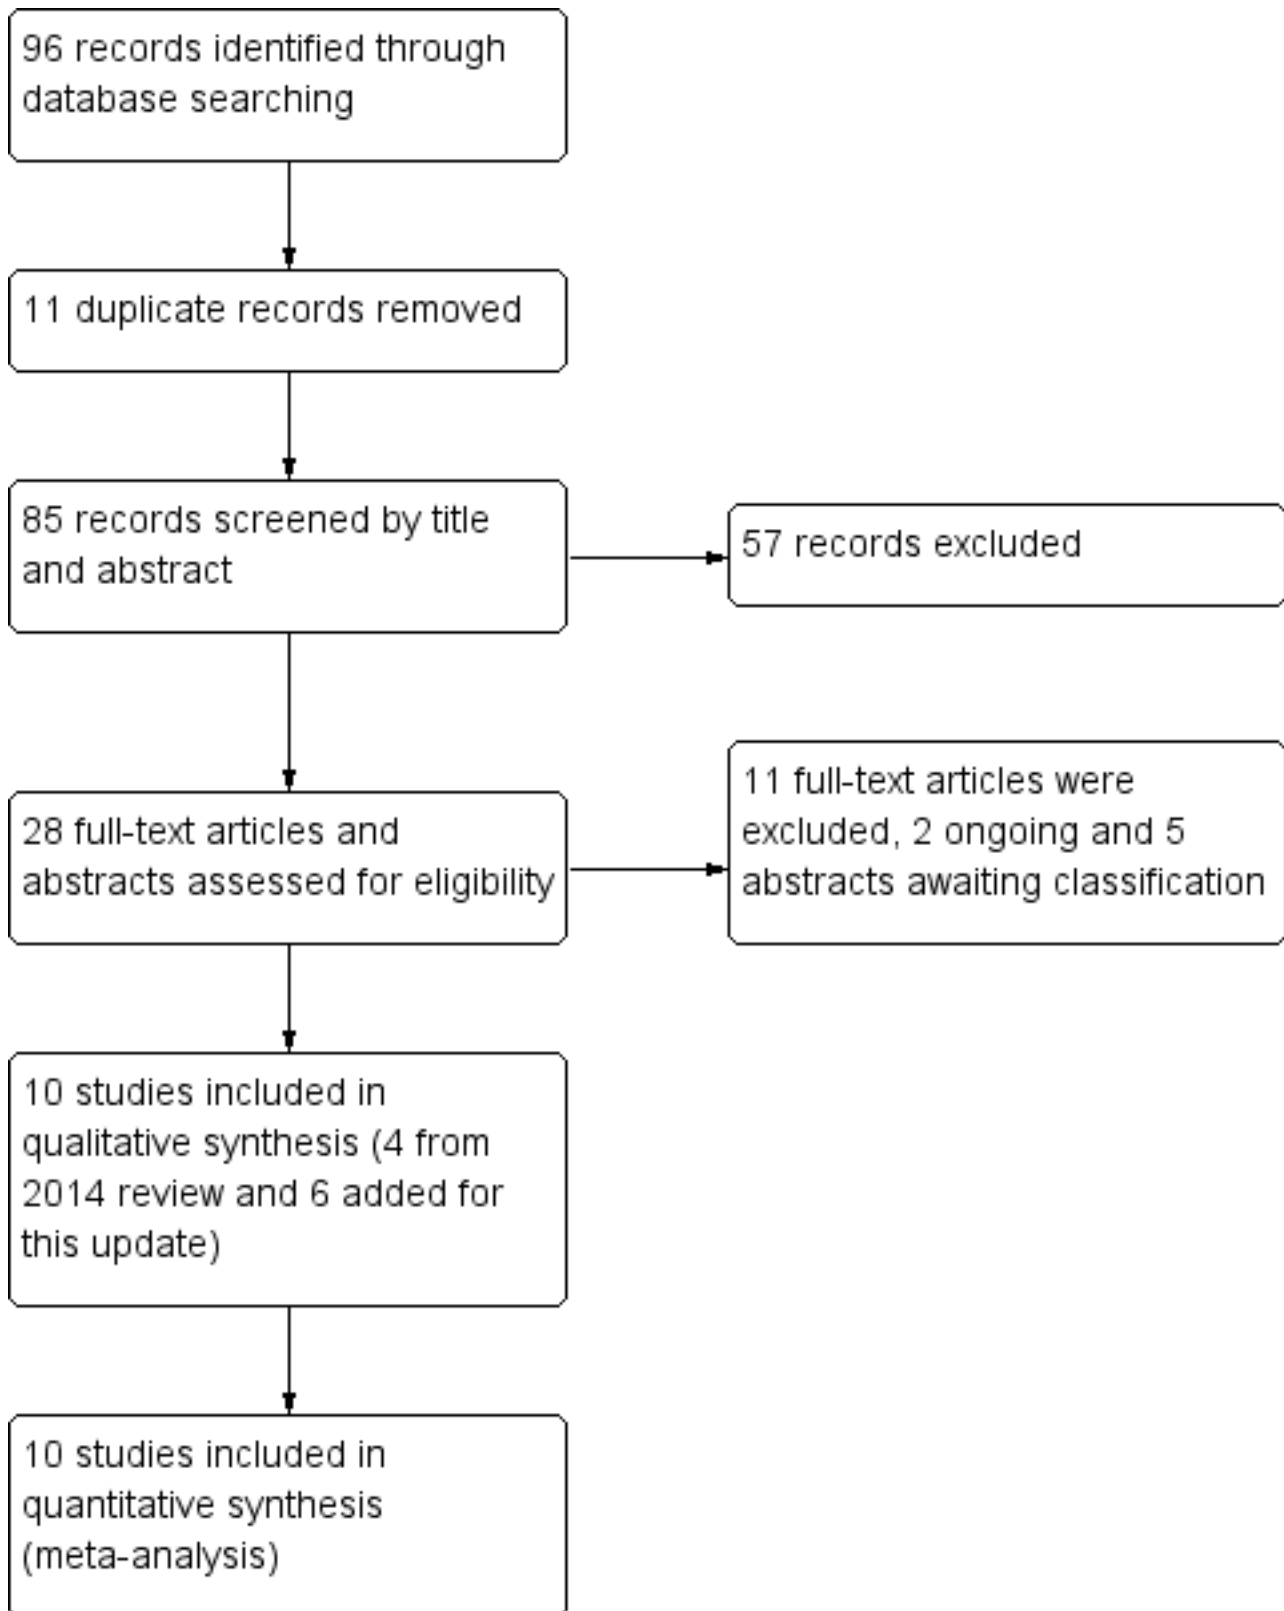 96 records identified through
database searching
11 duplicate records removed
85 records screened by title
and abstract
57 records excluded
28 full-text articles and
abstracts assessed for eligibility
11 full-text articles were
excluded, 2 ongoing and 5
abstracts awaiting classification
10 studies included in
qualitative synthesis (4 from
2014 review and 6 added for
this update)
10 studies included in
quantitative synthesis
(meta-analysis)